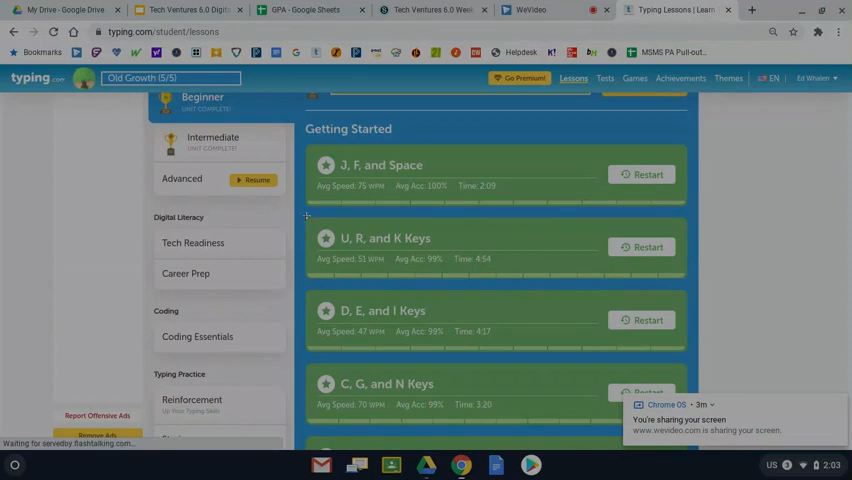 My Drive - Google Drive
Tech Ventures 6.0 Digit
GPA - Google Sheets
Tech Ventures 6.0 Week
WeVideo
Typing Lessons | Learn
typing.com/student/lessons
Bookmarks
Helpdesk
MSMS PA Pull-out...
typing.com
Old Growth (5/5)
Go Premium!
Lessons
Tests
Games
Achievements
Themes
EN
Ed Whalen
Beginner
UNIT COMPLETE!
Intermediate
UNIT COMPLETE!
Advanced
Resume
Digital Literacy
Tech Readiness
Career Prep
Coding
Coding Essentials
Typing Practice
Reinforcement
Up Your Typing Skills
Report Offensive Ads
Remove Ads
Waiting for servedby.flashtalking.com...
Getting Started
J, F, and Space
Avg Speed: 75 WPM Avg Acc: 100% Time: 2:09
Restart
U, R, and K Keys
Avg Speed: 51 WPM Avg Acc: 99% Time: 4:54
Restart
D, E, and I Keys
Avg Speed: 47 WPM Avg Acc: 99% Time: 4:17
Restart
C, G, and N Keys
Avg Speed: 70 WPM Avg Acc: 99% Time: 3:20
Restart
Chrome OS • 3m
You're sharing your screen
www.wevideo.com is sharing your screen.
US 3 2:03